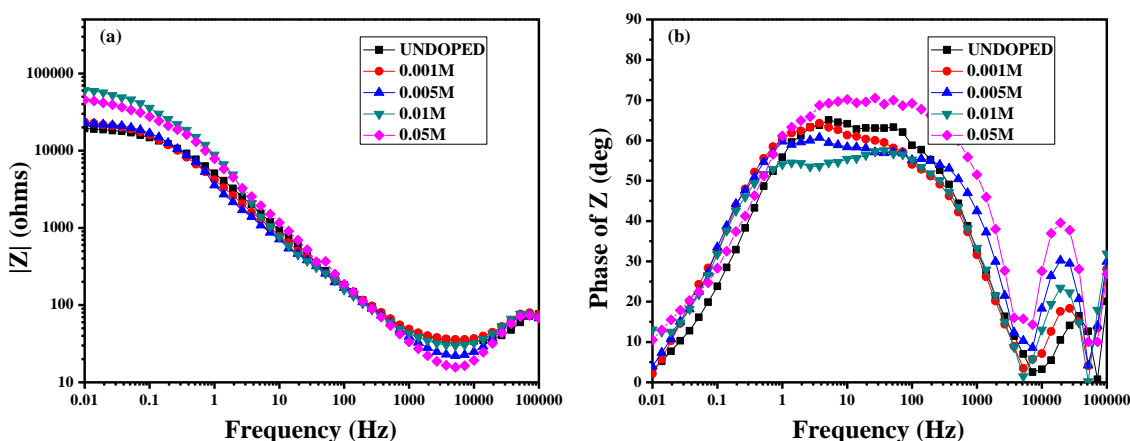 (a)
UNDOPED
0.001M
0.005M
0.01M
0.05M
100000
10000
1000
100
10
|Z| (ohms)
0.01 0.1 1 10 100 1000 10000 100000
Frequency (Hz)
(b)
UNDOPED
0.001M
0.005M
0.01M
0.05M
90
80
70
60
50
40
30
20
10
0
Phase of Z (deg)
0.01 0.1 1 10 100 1000 10000 100000
Frequency (Hz)